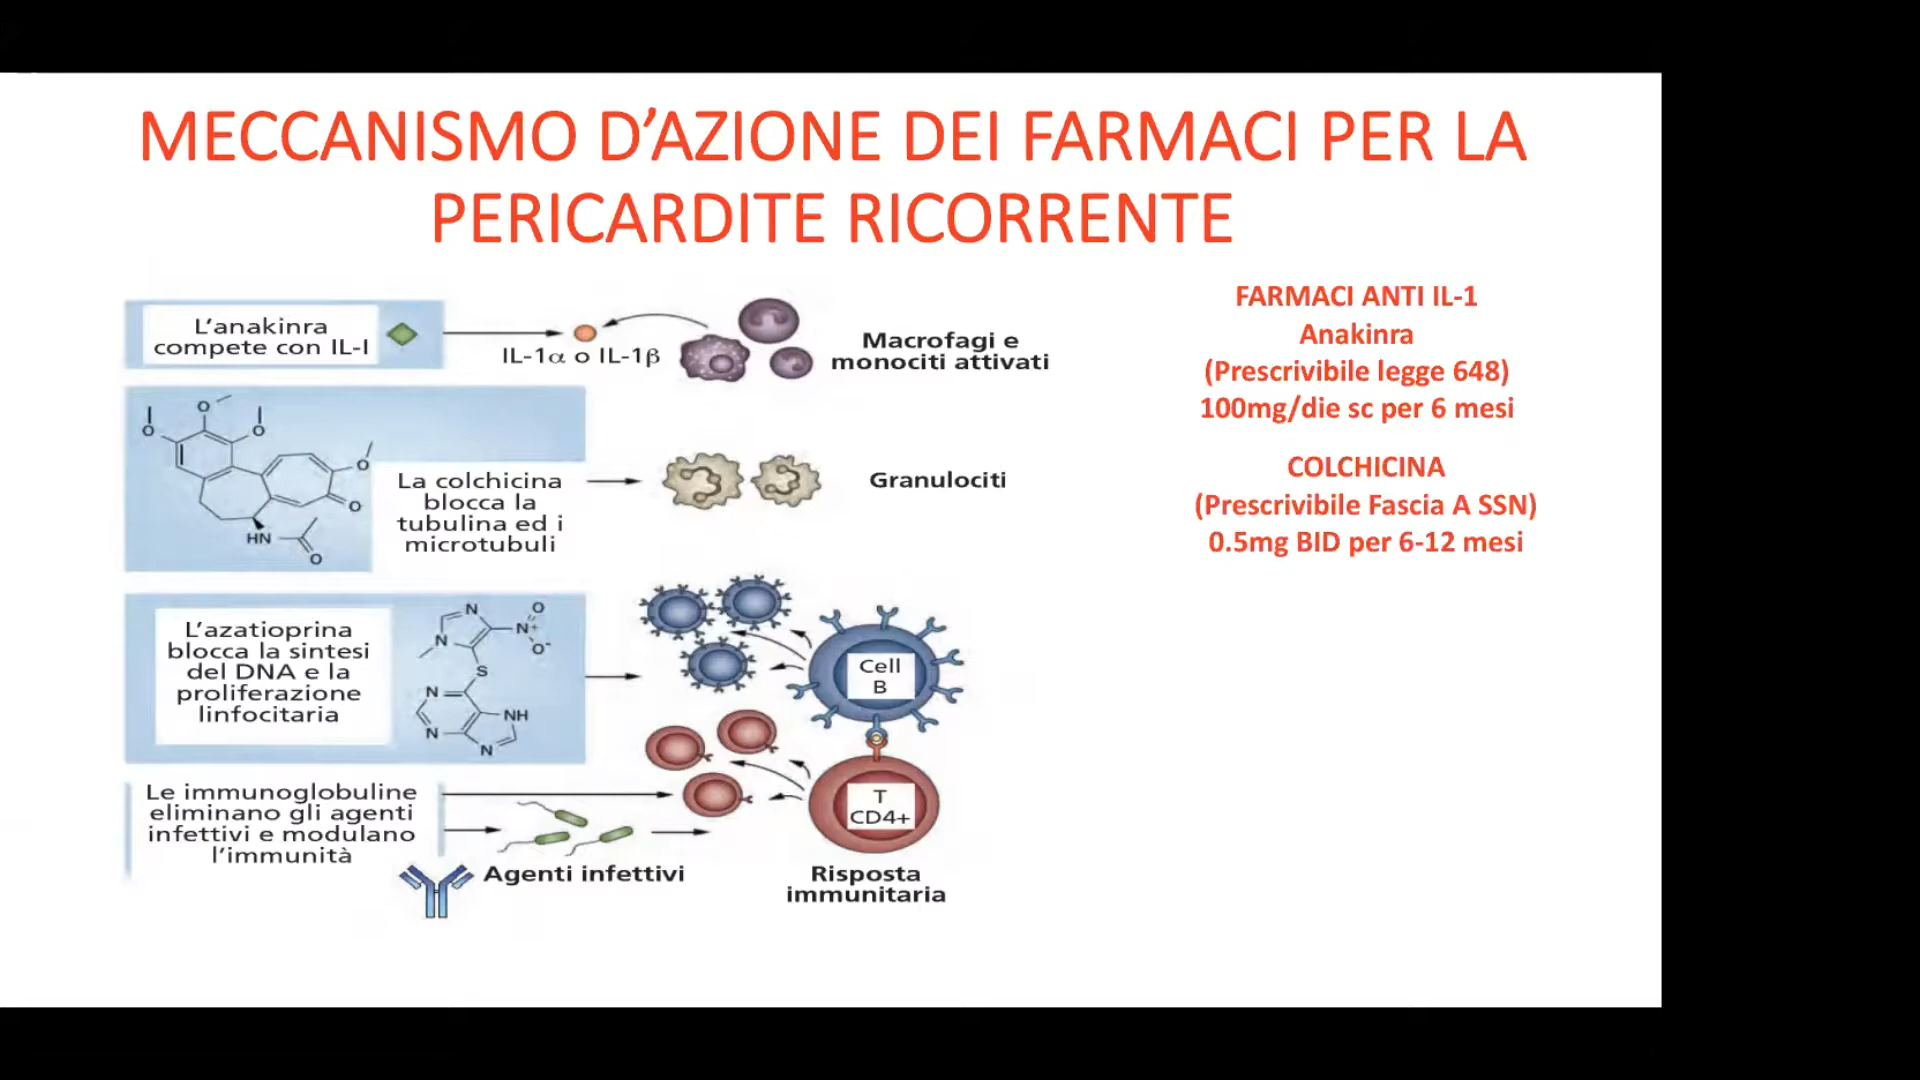 MECCANISMO D’AZIONE DEI FARMACI PER LA
PERICARDITE RICORRENTE
L’anakinra
compete con IL-I
IL-1α o IL-1β
Macrofagi e
monociti attivati
La colchicina
blocca la
tubulina ed i
microtubuli
O
O
O
O
O
HN
O
Granulociti
L’azatioprina
blocca la sintesi
del DNA e la
proliferazione
linfocitaria
N
N
N+
O
O-
S
N
N
NH
N
Cell
B
T
CD4+
Le immunoglobuline
eliminano gli agenti
infettivi e modulano
l’immunità
Agenti infettivi
Risposta
immunitaria
FARMACI ANTI IL-1
Anakinra
(Prescrivibile legge 648)
100mg/die sc per 6 mesi
COLCHICINA
(Prescrivibile Fascia A SSN)
0.5mg BID per 6-12 mesi